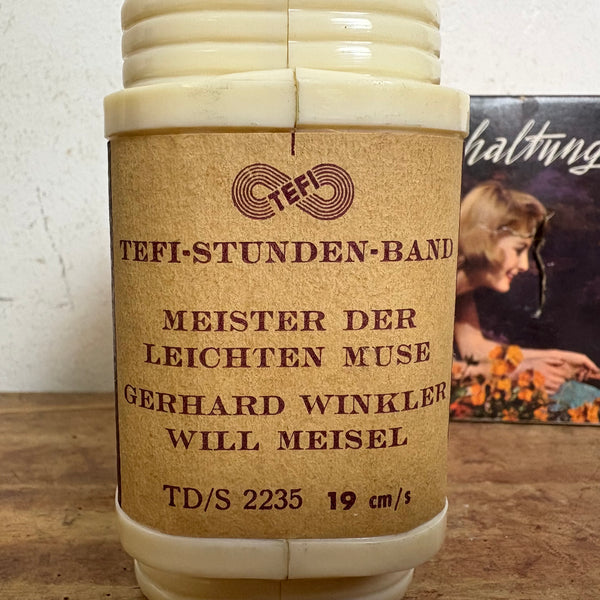 TEFI
TEFI-STUNDEN-BAND
MEISTER DER
LEICHTEN MUSE
GERHARD WINKLER
WILL MEISEL
TD/S 2235 19 cm/s
haltung